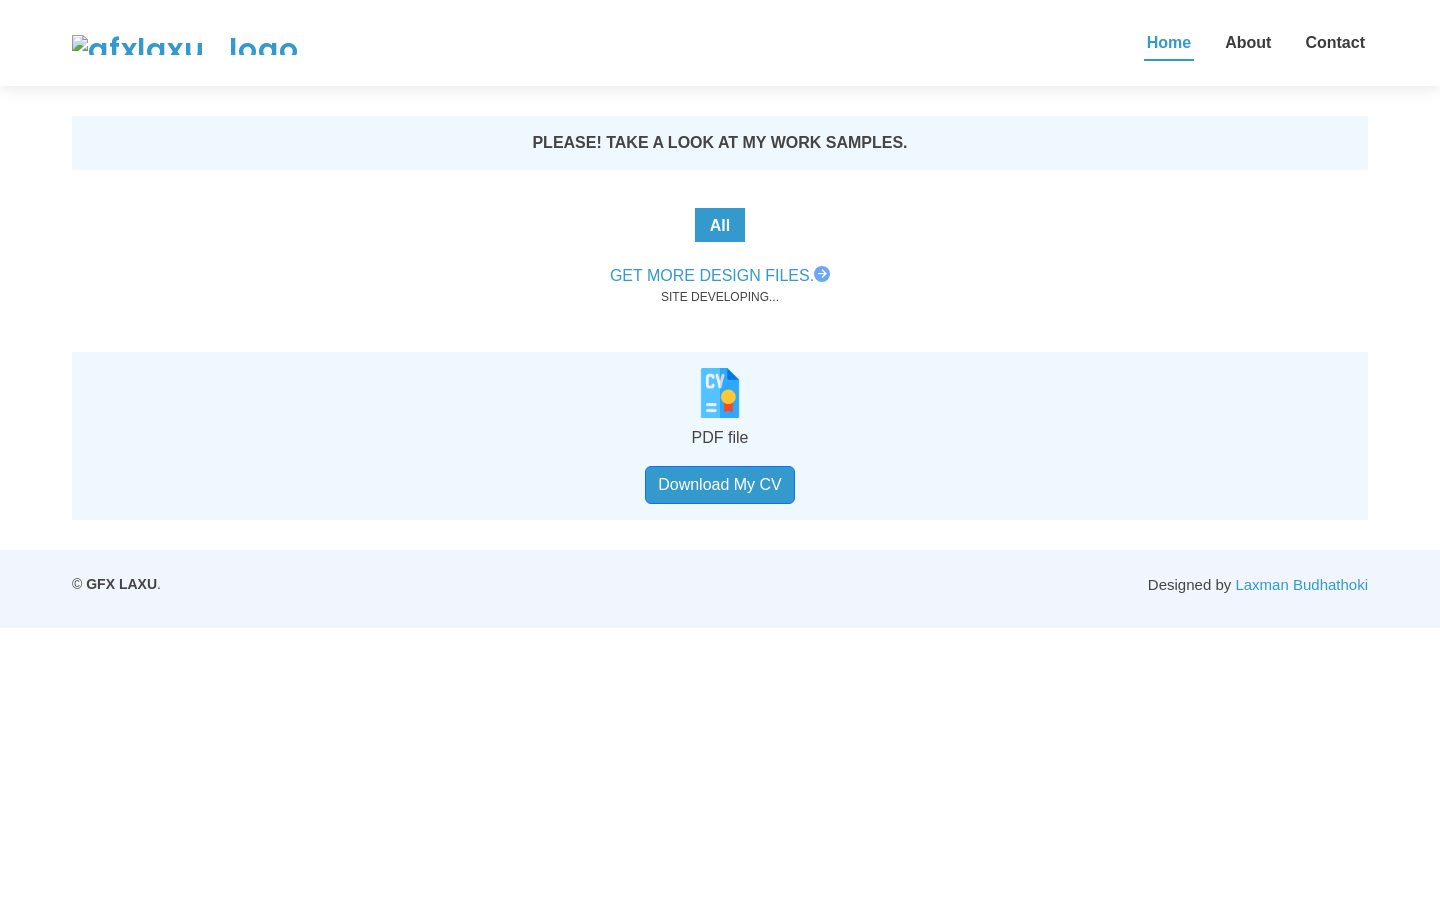 gfxlaxu logo
Home
About
Contact
PLEASE! TAKE A LOOK AT MY WORK SAMPLES.
All
GET MORE DESIGN FILES.
SITE DEVELOPING...
CV
PDF file
Download My CV
© GFX LAXU.
Designed by Laxman Budhathoki